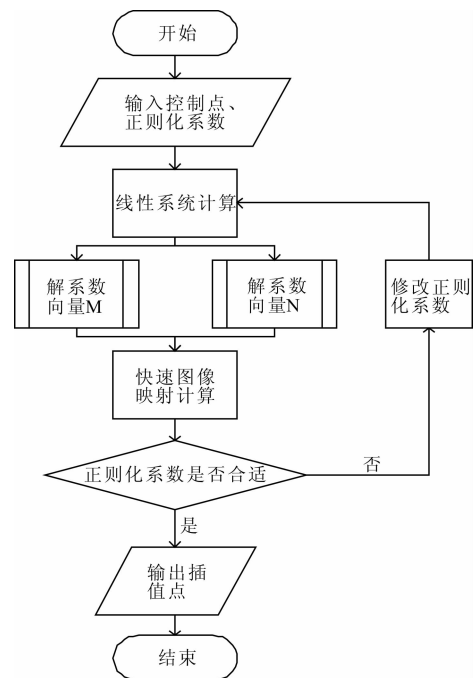 开始
输入控制点、
正则化系数
线性系统计算
解系数
向量M
解系数
向量N
修改正则
化系数
快速图像
映射计算
正则化系数是否合适
否
是
输出插
值点
结束